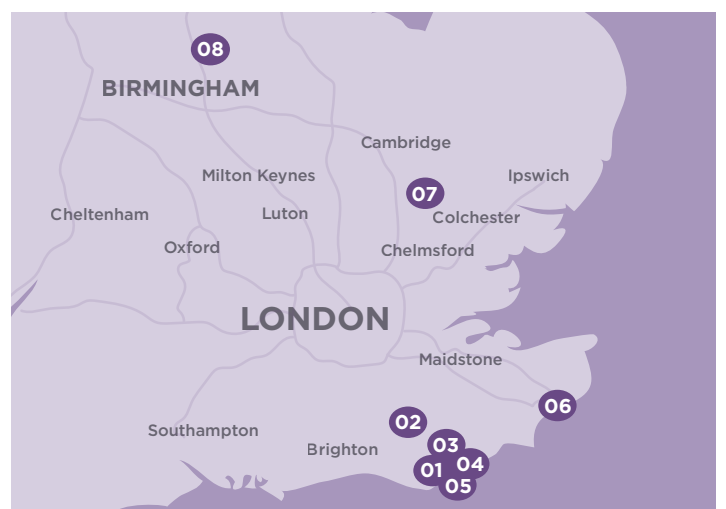 08
BIRMINGHAM
Cambridge
Milton Keynes
Ipswich
07
Cheltenham
Luton
Colchester
Oxford
Chelmsford
LONDON
Maidstone
06
02
Southampton
Brighton
03
04
01
05